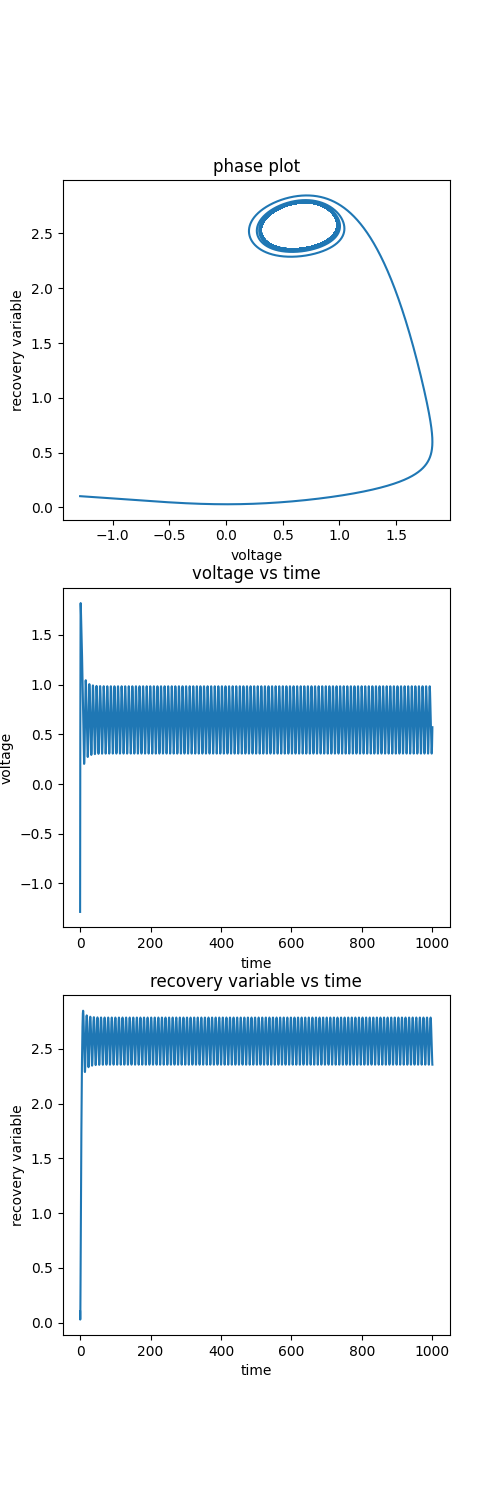 phase plot
recovery variable
2.5
2.0
1.5
1.0
0.5
0.0
−1.0 −0.5 0.0 0.5 1.0 1.5
voltage
voltage vs time
voltage
1.5
1.0
0.5
0.0
−0.5
−1.0
0 200 400 600 800 1000
time
recovery variable vs time
recovery variable
2.5
2.0
1.5
1.0
0.5
0.0
0 200 400 600 800 1000
time